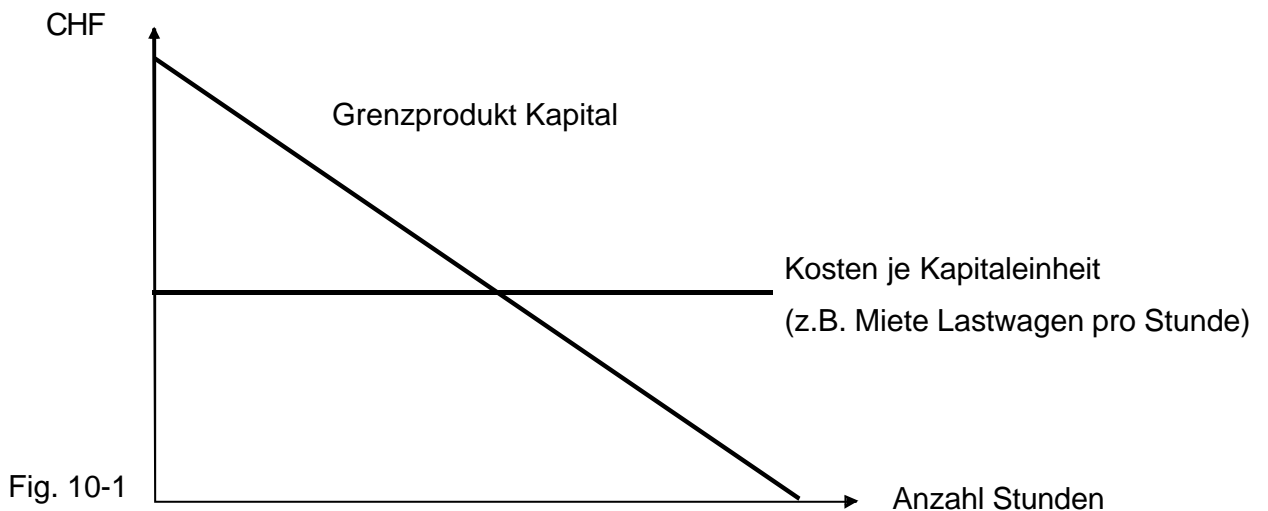 CHF
Grenzprodukt Kapital
Kosten je Kapitaleinheit
(z.B. Miete Lastwagen pro Stunde)
Fig. 10-1
Anzahl Stunden